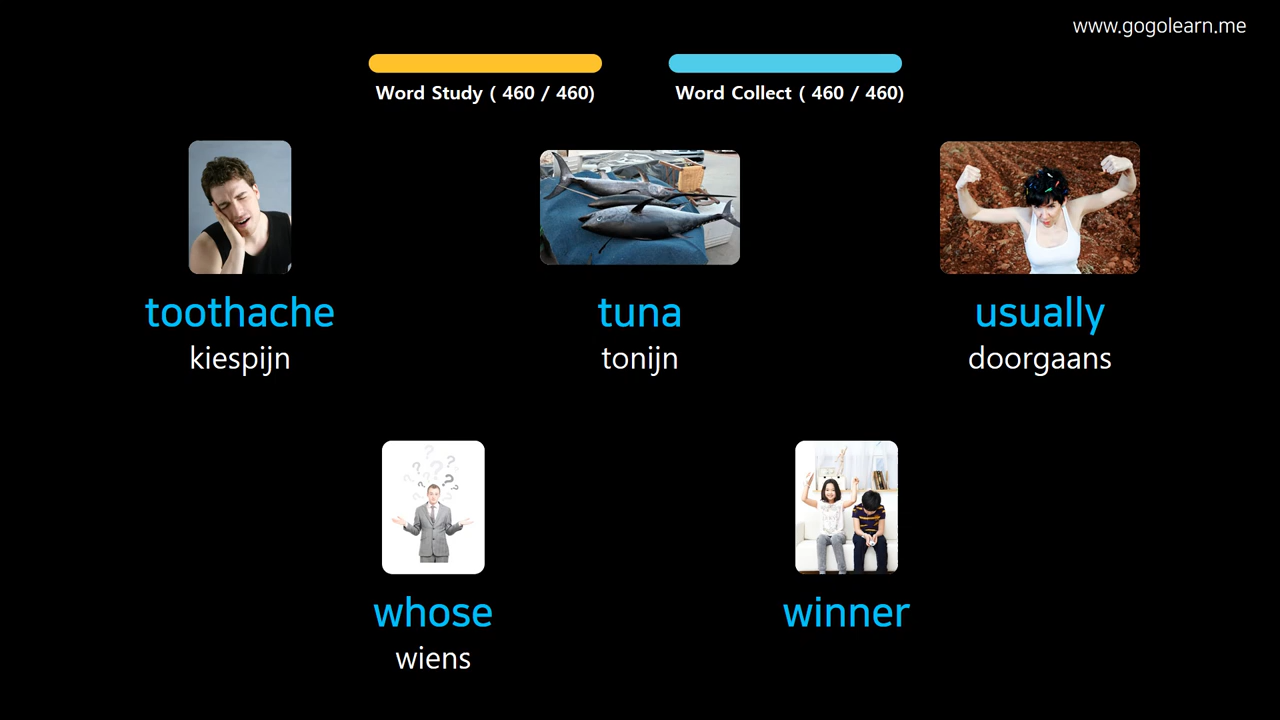 www.gogolearn.me
Word Study ( 460 / 460)
Word Collect ( 460 / 460)
toothache
kiespijn
tuna
tonijn
usually
doorgaans
whose
wiens
winner